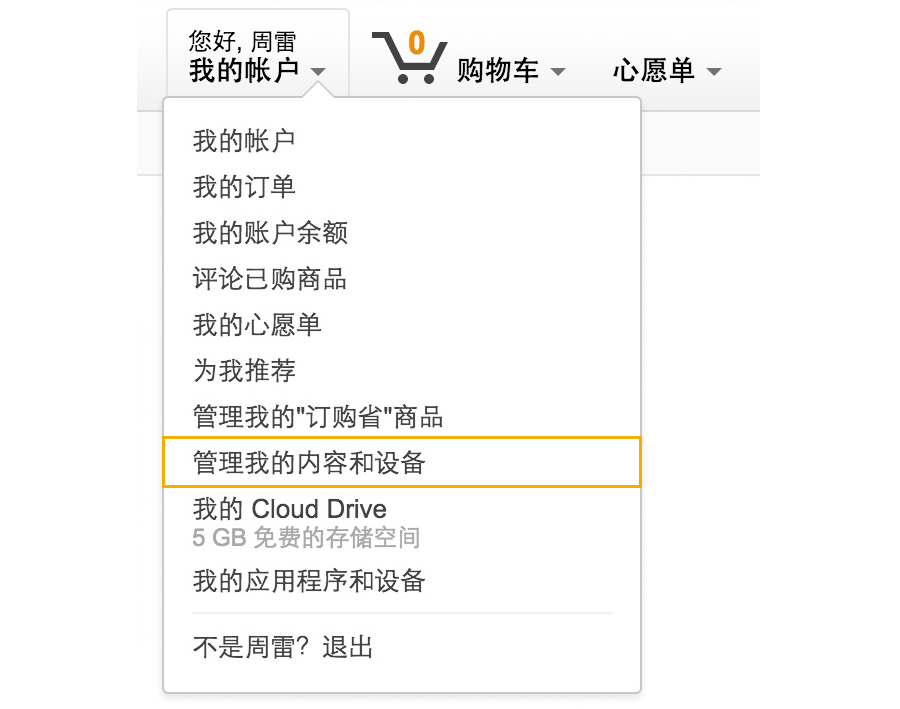 您好, 周雷
我的帐户
0
购物车
心愿单
我的帐户
我的订单
我的账户余额
评论已购商品
我的心愿单
为我推荐
管理我的"订购省"商品
管理我的内容和设备
我的 Cloud Drive
5 GB 免费的存储空间
我的应用程序和设备
不是周雷？退出